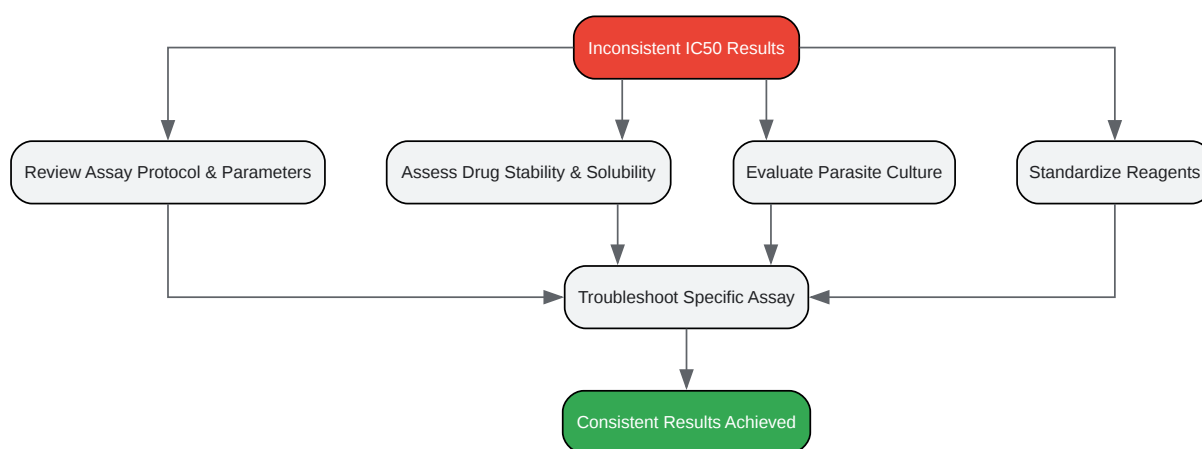 Inconsistent IC50 Results
Review Assay Protocol & Parameters
Assess Drug Stability & Solubility
Evaluate Parasite Culture
Standardize Reagents
Troubleshoot Specific Assay
Consistent Results Achieved